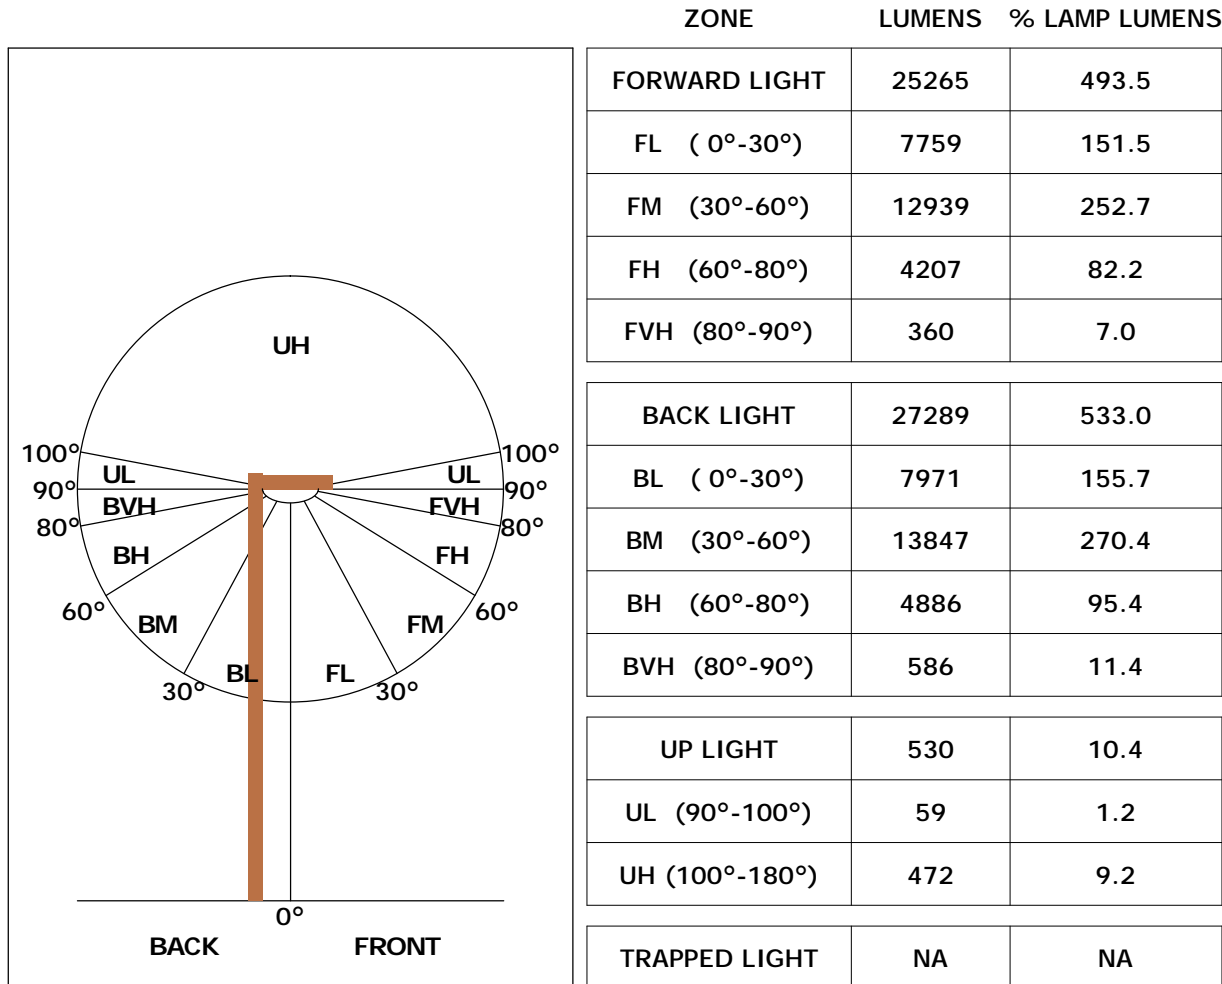 ZONE LUMENS % LAMP LUMENS
FORWARD LIGHT 25265 493.5
FL ( 0°-30°) 7759 151.5
FM (30°-60°) 12939 252.7
FH (60°-80°) 4207 82.2
FVH (80°-90°) 360 7.0
BACK LIGHT 27289 533.0
BL ( 0°-30°) 7971 155.7
BM (30°-60°) 13847 270.4
BH (60°-80°) 4886 95.4
BVH (80°-90°) 586 11.4
UP LIGHT 530 10.4
UL (90°-100°) 59 1.2
UH (100°-180°) 472 9.2
TRAPPED LIGHT NA NA
UH
100° 100°
UL UL
90° 90°
BVH FVH
80° 80°
BH FH
60° 60°
BM FM
BL FL
30° 30°
0°
BACK FRONT